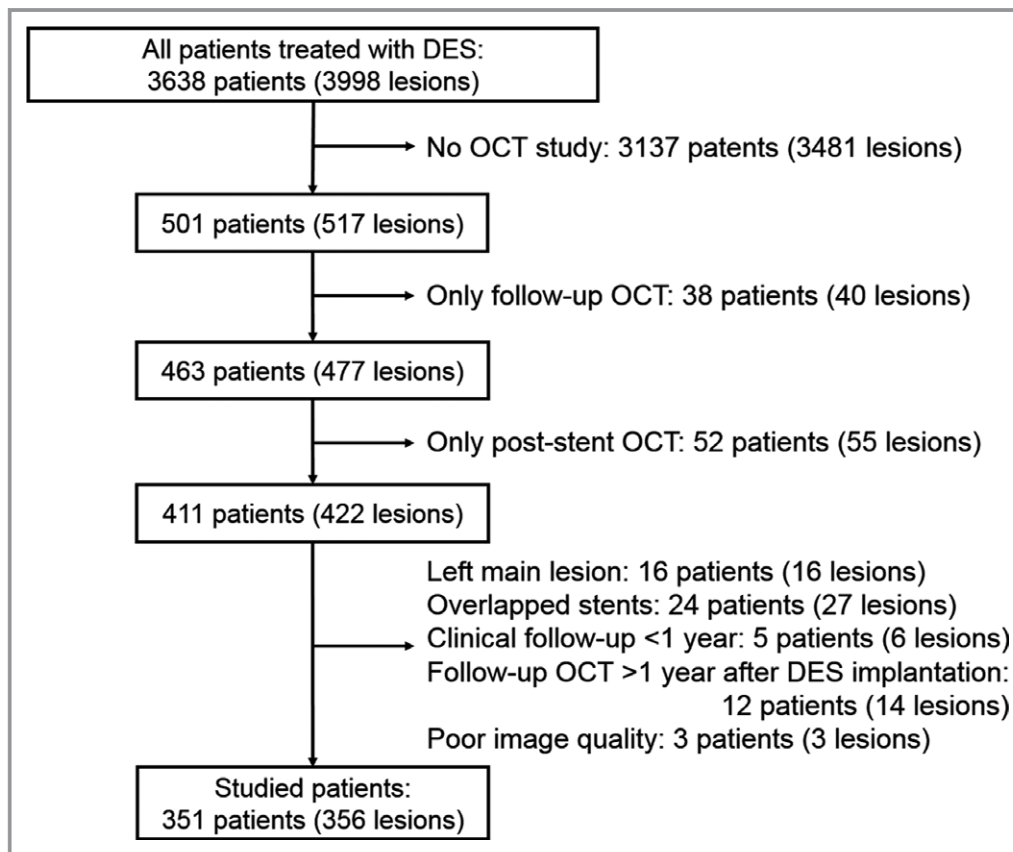 All patients treated with DES:
3638 patients (3998 lesions)
No OCT study: 3137 patents (3481 lesions)
501 patients (517 lesions)
Only follow-up OCT: 38 patients (40 lesions)
463 patients (477 lesions)
Only post-stent OCT: 52 patients (55 lesions)
411 patients (422 lesions)
Left main lesion: 16 patients (16 lesions)
Overlapped stents: 24 patients (27 lesions)
Clinical follow-up <1 year: 5 patients (6 lesions)
Follow-up OCT >1 year after DES implantation:
12 patients (14 lesions)
Poor image quality: 3 patients (3 lesions)
Studied patients:
351 patients (356 lesions)